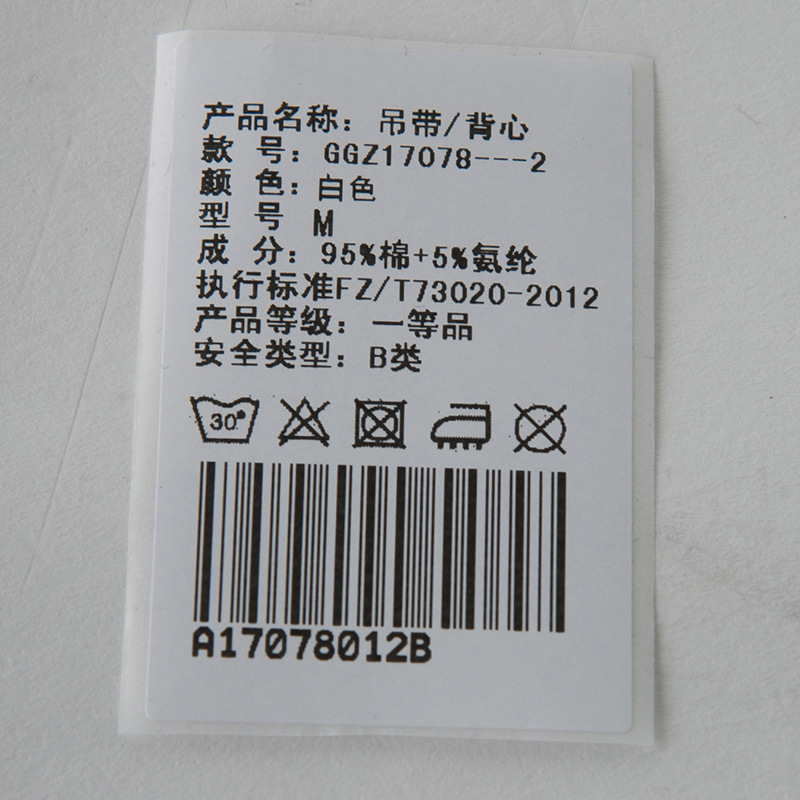 产品名称：吊带/背心
款 号：GGZ17078---2
颜 色：白色
型 号 M
成 分：95%棉+5%氨纶
执行标准FZ/T73020-2012
产品等级：一等品
安全类型：B类
30°
A17078012B